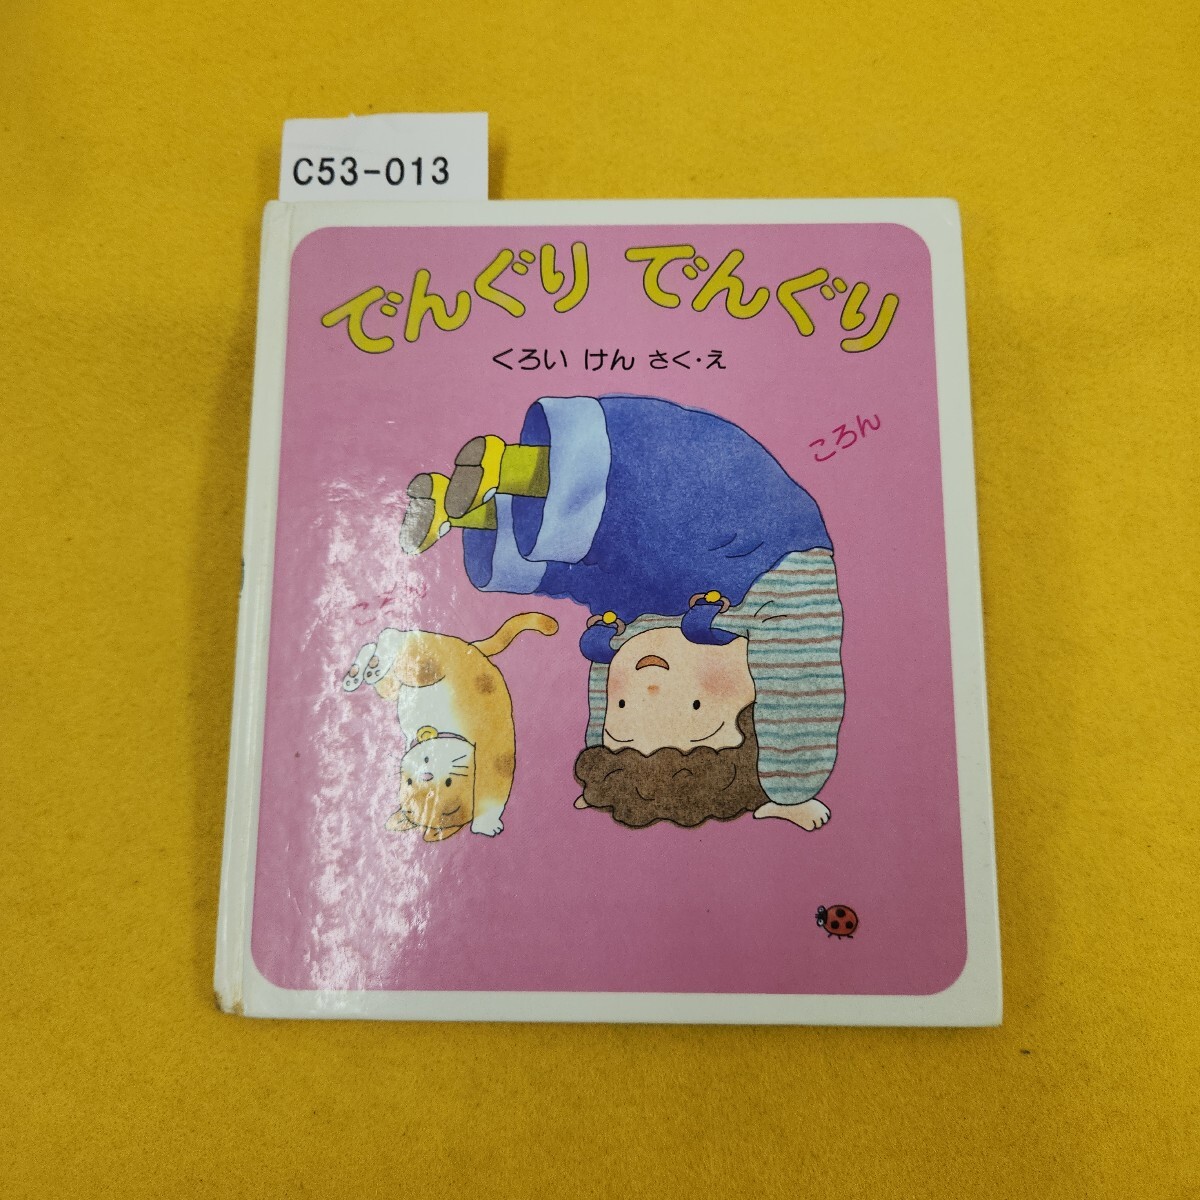 C53-013
でんぐり でんぐり
くろい けん さく・え
ころん